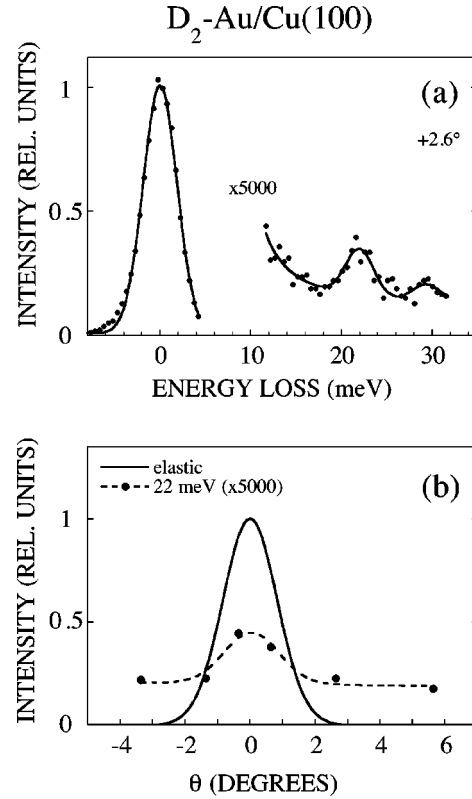 D2-Au/Cu(100)
(a)
+2.6°
x5000
1
0.5
0
INTENSITY (REL. UNITS)
0 10 20 30
ENERGY LOSS (meV)
elastic
22 meV (x5000)
(b)
1
0.5
0
INTENSITY (REL. UNITS)
-4 -2 0 2 4 6
θ (DEGREES)